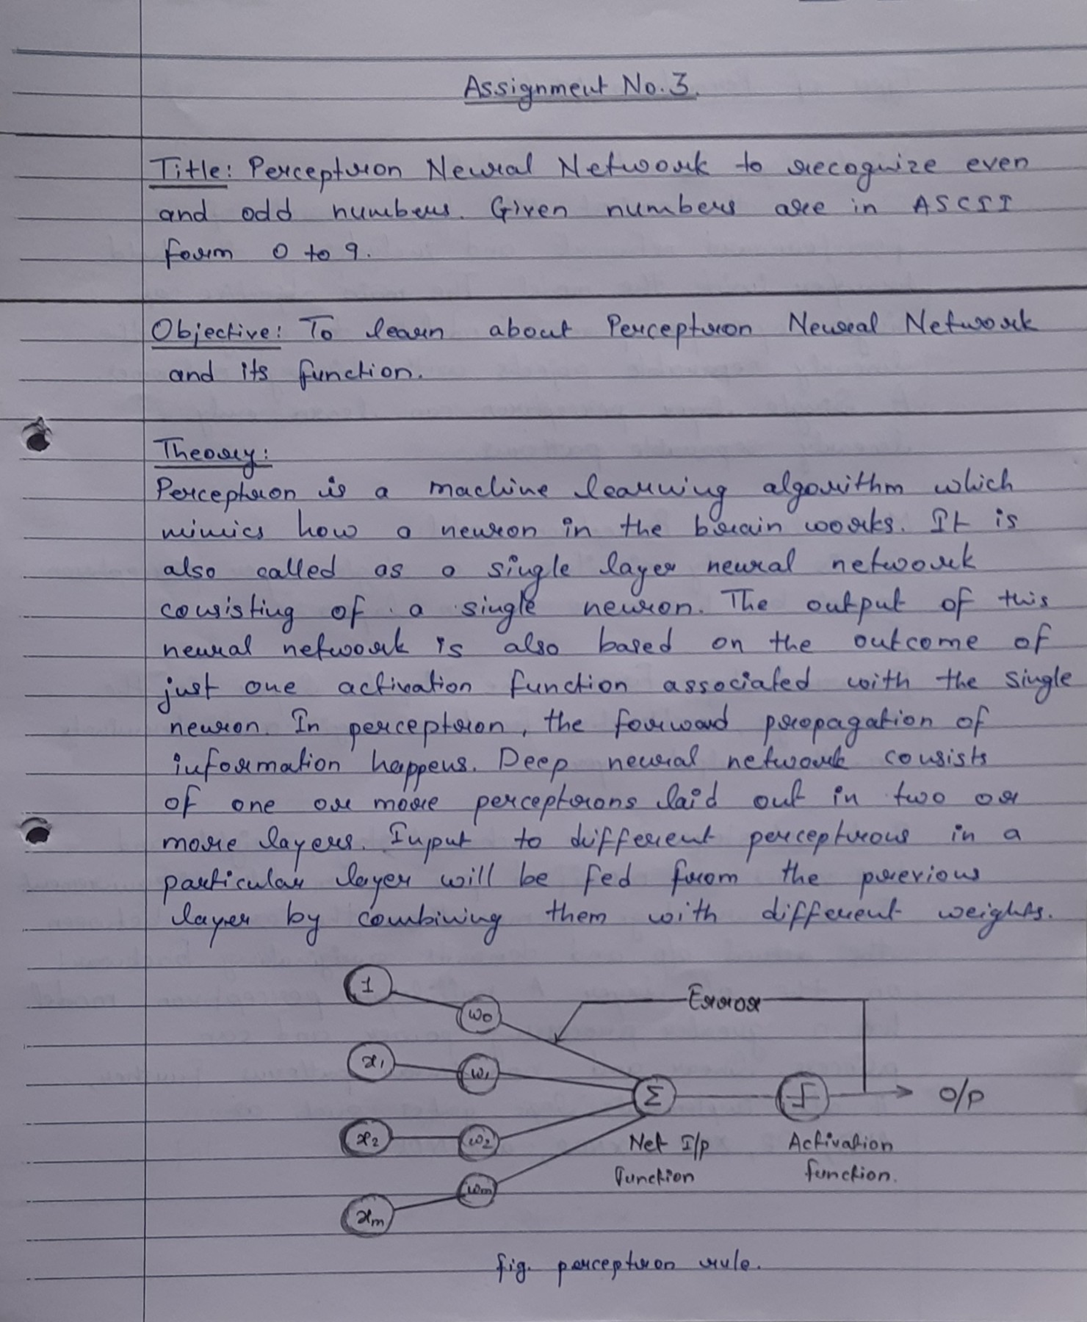 Assignment No. 3.
Title: Perceptron Neural Network to recognize even
and odd numbers. Given numbers are in ASCII
form 0 to 9.
Objective: To learn about Perceptron Neural Network
and its function.
Theory:
Perceptron is a machine learning algorithm which
mimics how a neuron in the brain works. It is
also called as a single layer neural network
consisting of a single neuron. The output of this
neural network is also based on the outcome of
just one activation function associated with the single
neuron. In perceptron, the forward propagation of
information happens. Deep neural network consists
of one or more perceptrons laid out in two or
more layers. Input to different perceptrons in a
particular layer will be fed from the previous
layer by combining them with different weights.
1
w0
Error
x1
w1
Σ
O/P
x2
w2
Net I/p
function
Activation
function.
wm
xm
fig. perceptron rule.